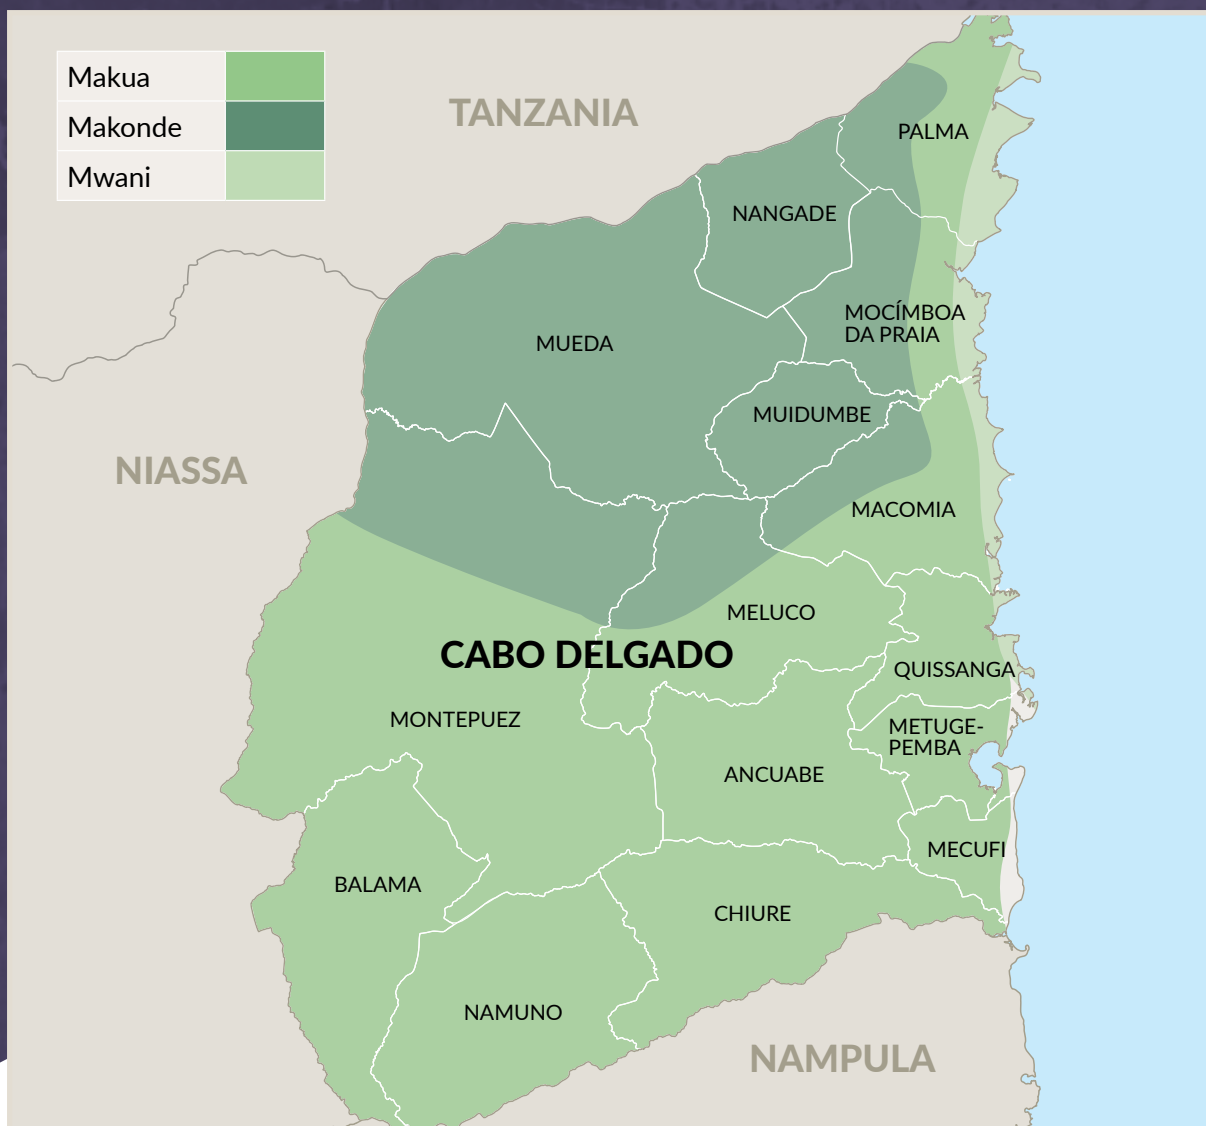 Makua
Makonde
Mwani
TANZANIA
PALMA
NANGADE
MOCÍMBOA
DA PRAIA
MUEDA
MUIDUMBE
NIASSA
MACOMIA
MELUCO
CABO DELGADO
QUISSANGA
MONTEPUEZ
METUGE-
PEMBA
ANCUABE
MECUFI
BALAMA
CHIURE
NAMUNO
NAMPULA